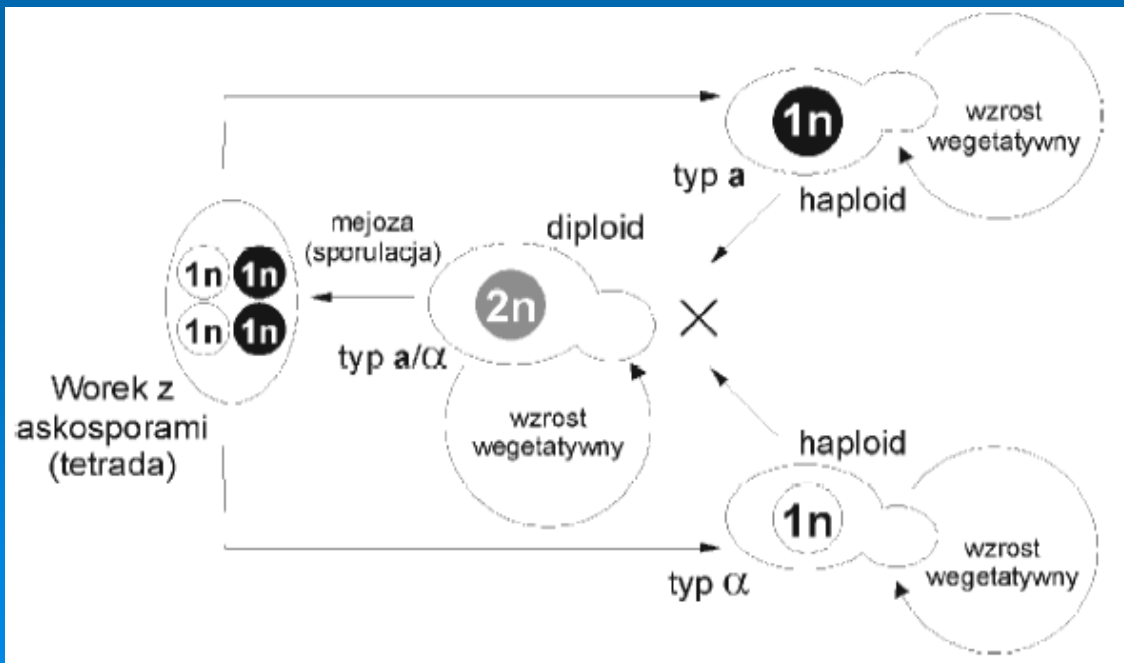 1n
wzrost
wegetatywny
typ a
haploid
mejoza
(sporulacja)
diploid
1n 1n
1n 1n
2n
typ a/α
Worek z
askosporami
(tetrada)
wzrost
wegetatywny
haploid
1n
wzrost
wegetatywny
typ α